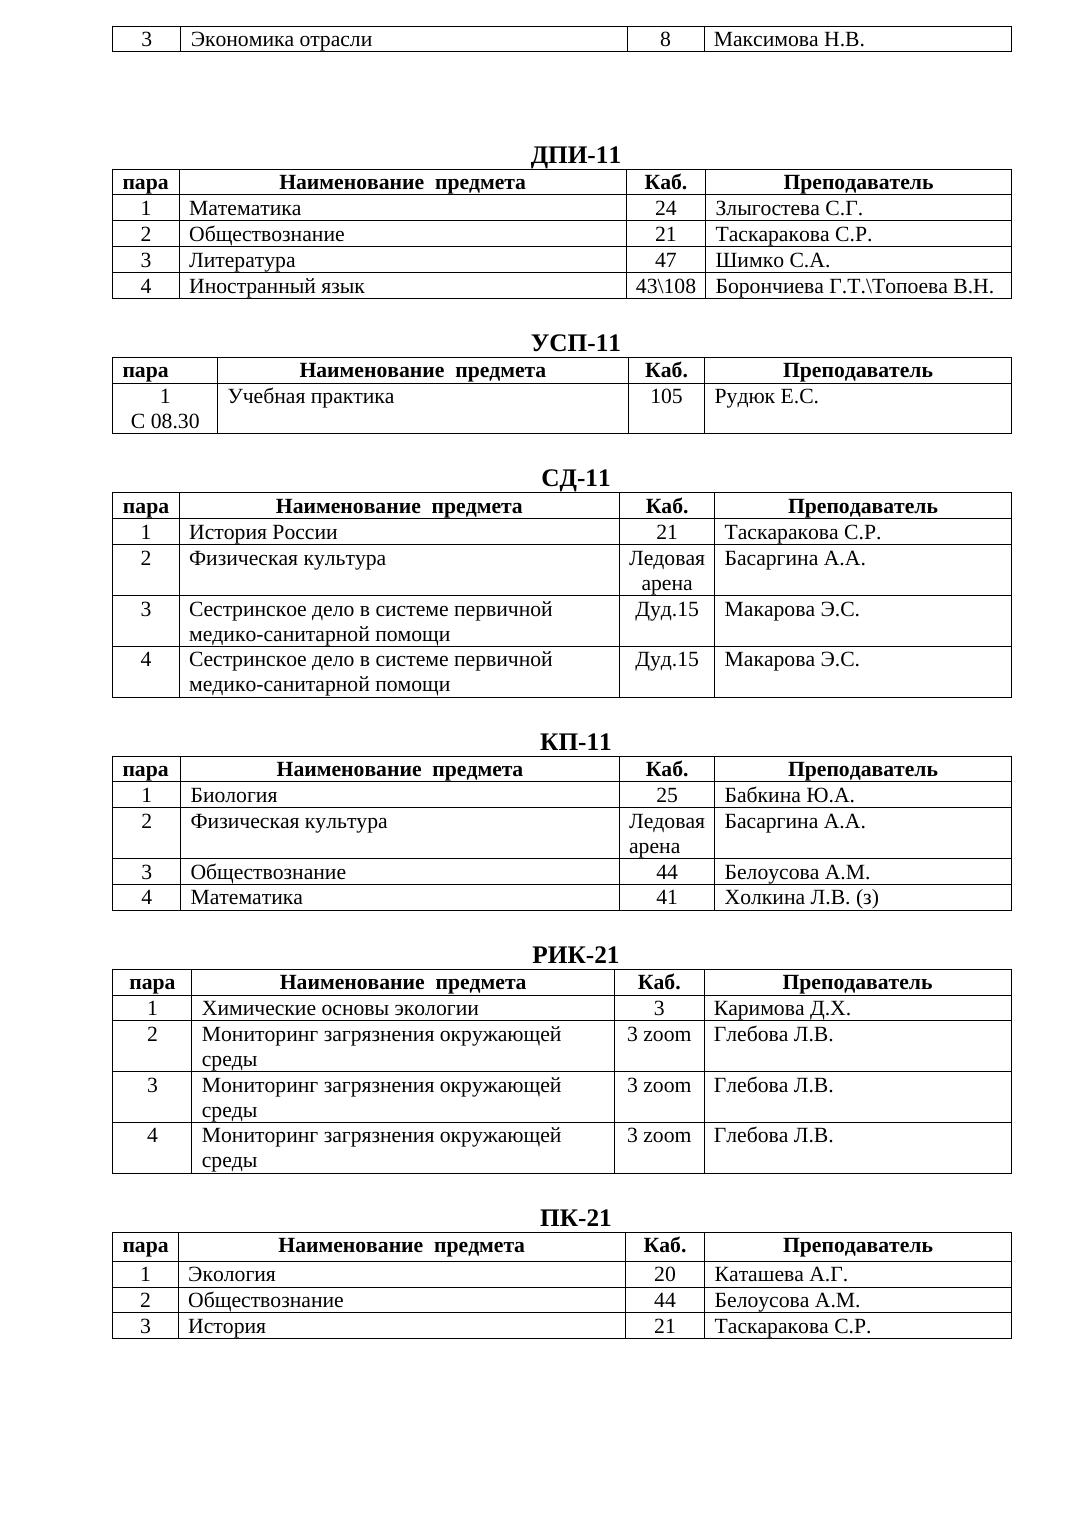 3 Экономика отрасли 8 Максимова Н.В.
ДПИ-11
пара Наименование предмета Каб. Преподаватель
1 Математика 24 Злыгостева С.Г.
2 Обществознание 21 Таскаракова С.Р.
3 Литература 47 Шимко С.А.
4 Иностранный язык 43\108 Борончиева Г.Т.\Топоева В.Н.
УСП-11
пара Наименование предмета Каб. Преподаватель
1 Учебная практика 105 Рудюк Е.С.
С 08.30
СД-11
пара Наименование предмета Каб. Преподаватель
1 История России 21 Таскаракова С.Р.
2 Физическая культура Ледовая Басаргина А.А.
арена
3 Сестринское дело в системе первичной Дуд.15 Макарова Э.С.
медико-санитарной помощи
4 Сестринское дело в системе первичной Дуд.15 Макарова Э.С.
медико-санитарной помощи
КП-11
пара Наименование предмета Каб. Преподаватель
1 Биология 25 Бабкина Ю.А.
2 Физическая культура Ледовая Басаргина А.А.
арена
3 Обществознание 44 Белоусова А.М.
4 Математика 41 Холкина Л.В. (з)
РИК-21
пара Наименование предмета Каб. Преподаватель
1 Химические основы экологии 3 Каримова Д.Х.
2 Мониторинг загрязнения окружающей 3 zoom Глебова Л.В.
среды
3 Мониторинг загрязнения окружающей 3 zoom Глебова Л.В.
среды
4 Мониторинг загрязнения окружающей 3 zoom Глебова Л.В.
среды
ПК-21
пара Наименование предмета Каб. Преподаватель
1 Экология 20 Каташева А.Г.
2 Обществознание 44 Белоусова А.М.
3 История 21 Таскаракова С.Р.